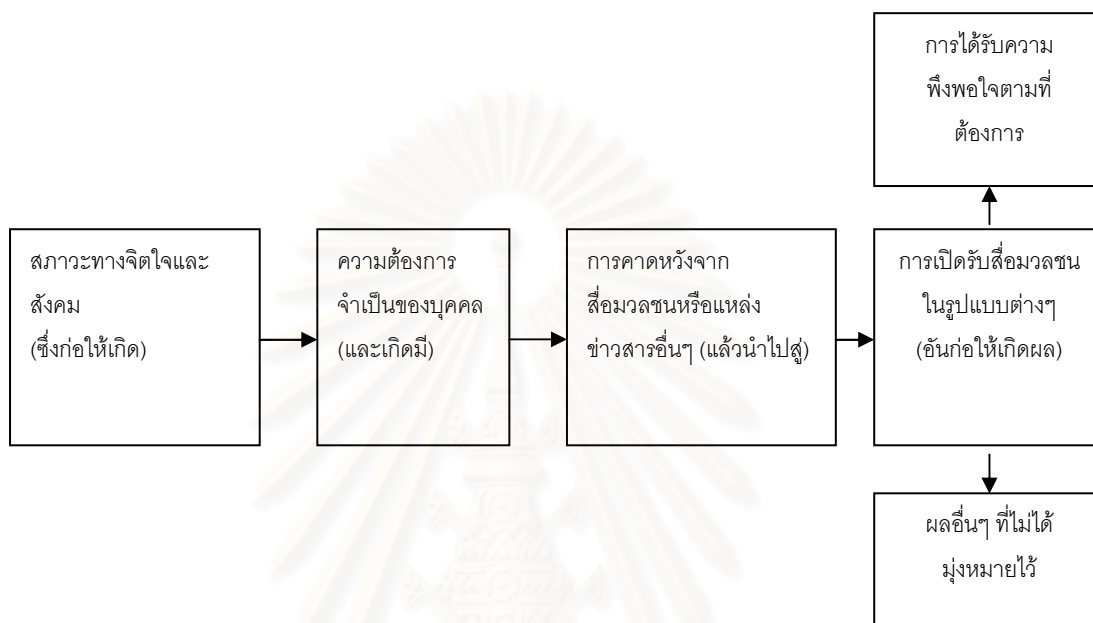 การได้รับความ
พึงพอใจตามที่
ต้องการ
สภาวะทางจิตใจและ
สังคม
(ซึ่งก่อให้เกิด)
ความต้องการ
จำเป็นของบุคคล
(และเกิดมี)
การคาดหวังจาก
สื่อมวลชนหรือแหล่ง
ข่าวสารอื่นๆ (แล้วนำไปสู่)
การเปิดรับสื่อมวลชน
ในรูปแบบต่างๆ
(อันก่อให้เกิดผล)
ผลอื่นๆ ที่ไม่ได้
มุ่งหมายไว้